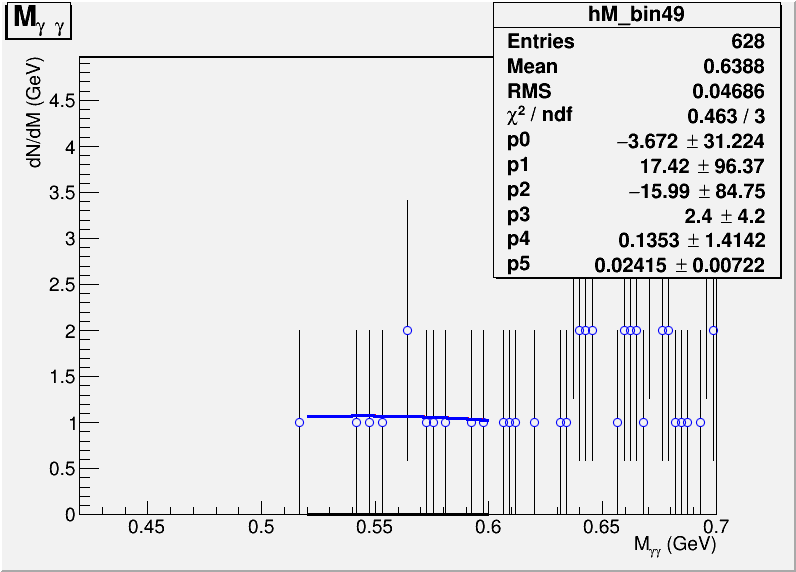 M γ γ
hM_bin49
Entries 628
Mean 0.6388
RMS 0.04686
χ² / ndf 0.463 / 3
p0 −3.672 ± 31.224
p1 17.42 ± 96.37
p2 −15.99 ± 84.75
p3 2.4 ± 4.2
p4 0.1353 ± 1.4142
p5 0.02415 ± 0.00722
dN/dM (GeV)
4.5
4
3.5
3
2.5
2
1.5
1
0.5
0
0.45 0.5 0.55 0.6 0.65 0.7
Mγγ (GeV)